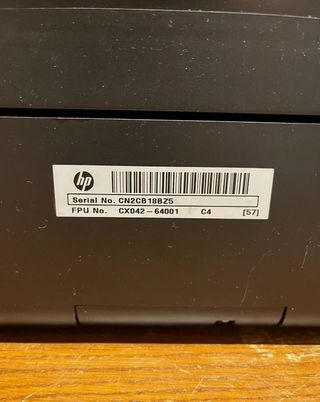 hp
Serial No. CN2CB18BZ5
FPU No. CX042-64001 C4 [57]